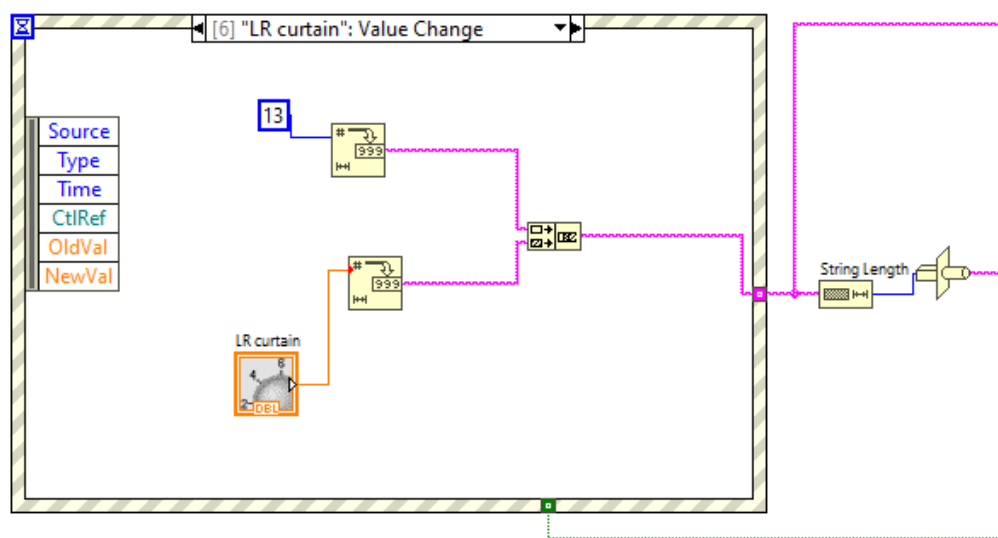 [6] "LR curtain": Value Change
13
#
999
Source
Type
Time
CtlRef
OldVal
NewVal
#
999
String Length
LR curtain
6
4
2
DBL